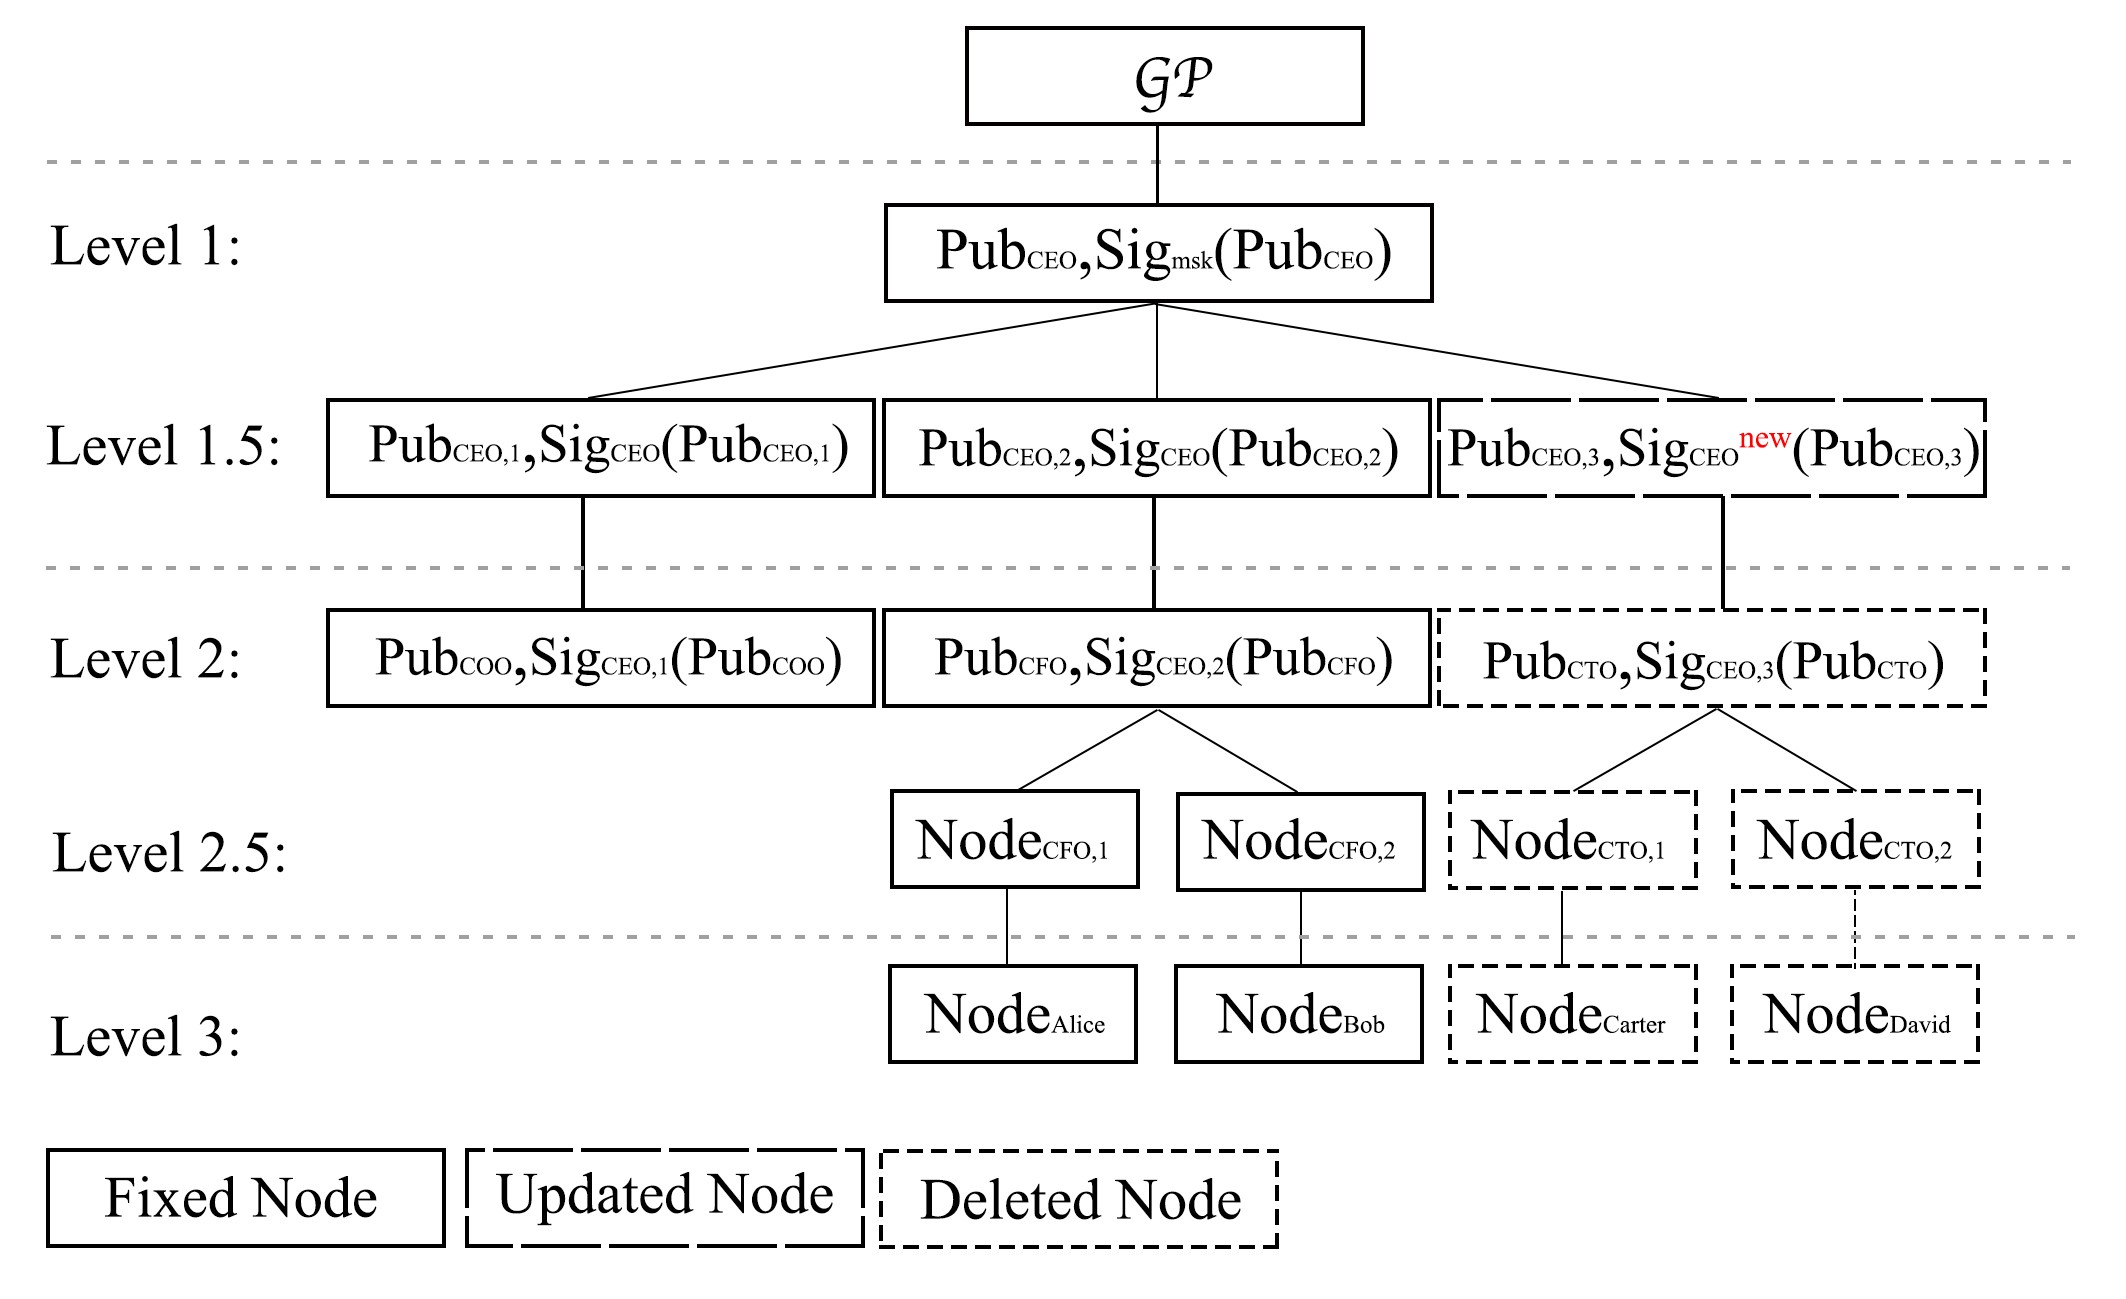 𝒢𝒫
Level 1:
PubCEO,Sigmsk(PubCEO)
Level 1.5:
PubCEO,1,SigCEO(PubCEO,1)
PubCEO,2,SigCEO(PubCEO,2)
PubCEO,3,SigCEOnew(PubCEO,3)
Level 2:
PubCOO,SigCEO,1(PubCOO)
PubCFO,SigCEO,2(PubCFO)
PubCTO,SigCEO,3(PubCTO)
Level 2.5:
NodeCFO,1
NodeCFO,2
NodeCTO,1
NodeCTO,2
Level 3:
NodeAlice
NodeBob
NodeCarter
NodeDavid
Fixed Node
Updated Node
Deleted Node